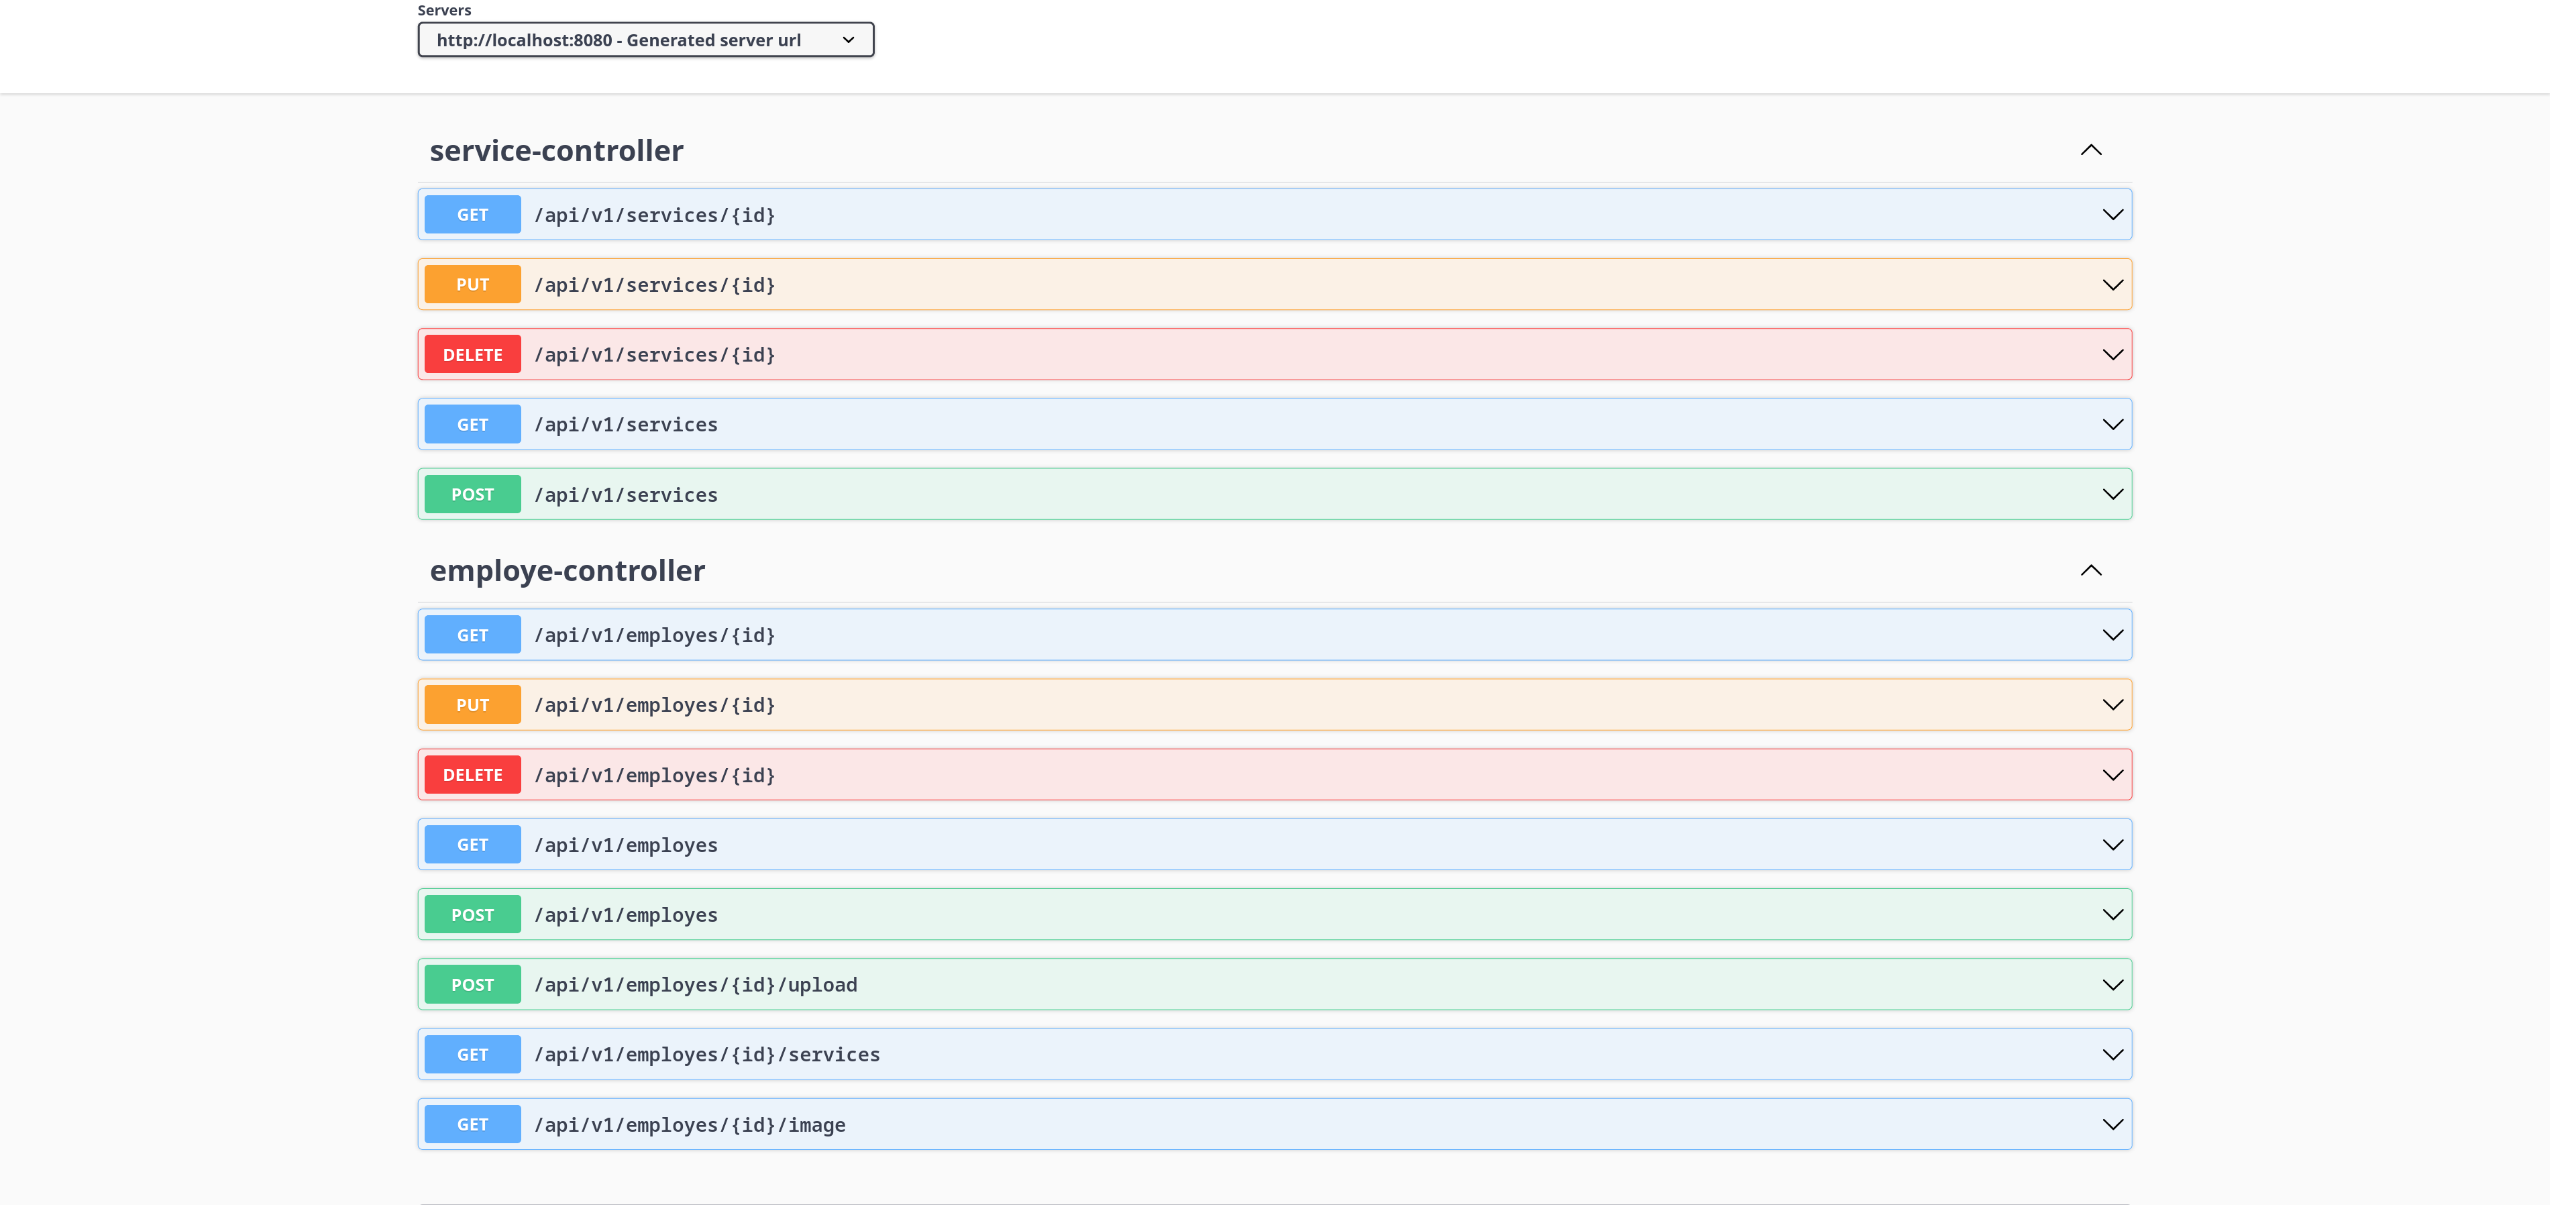 Servers
http://localhost:8080 - Generated server url
service-controller
GET /api/v1/services/{id}
PUT /api/v1/services/{id}
DELETE /api/v1/services/{id}
GET /api/v1/services
POST /api/v1/services
employe-controller
GET /api/v1/employes/{id}
PUT /api/v1/employes/{id}
DELETE /api/v1/employes/{id}
GET /api/v1/employes
POST /api/v1/employes
POST /api/v1/employes/{id}/upload
GET /api/v1/employes/{id}/services
GET /api/v1/employes/{id}/image